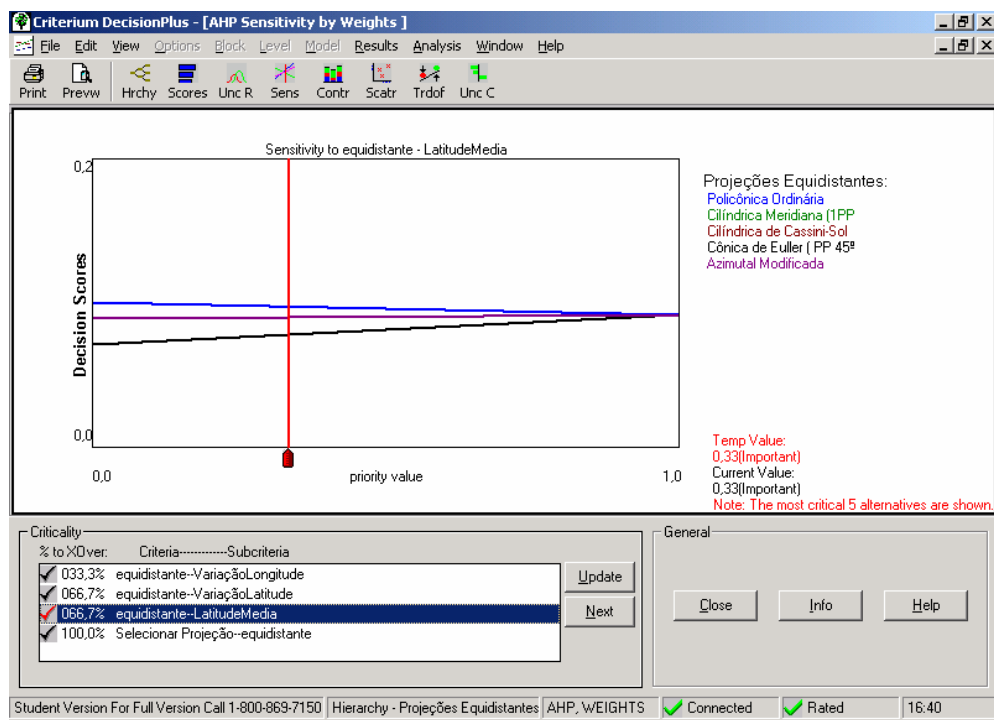 Criterium DecisionPlus - [AHP Sensitivity by Weights ]
File Edit View Options Block Level Model Results Analysis Window Help
Print Prevw Hrchy Scores Unc R Sens Contr Scatr Trdof Unc C
Sensitivity to equidistante - LatitudeMedia
0,2
Decision Scores
0,0
0,0 priority value 1,0
Projeções Equidistantes:
Policônica Ordinária
Cilíndrica Meridiana (1PP
Cilíndrica de Cassini-Sol
Cônica de Euller ( PP 45ª
Azimutal Modificada
Temp Value:
0,33(Important)
Current Value:
0,33(Important)
Note: The most critical 5 alternatives are shown.
Criticality
% to XOver: Criteria-------------Subcriteria
033,3% equidistante--VariaçãoLongitude
066,7% equidistante--VariaçãoLatitude
066,7% equidistante--LatitudeMedia
100,0% Selecionar Projeção--equidistante
Update
Next
General
Close Info Help
Student Version For Full Version Call 1-800-869-7150 Hierarchy - Projeções Equidistantes AHP, WEIGHTS Connected Rated 16:40